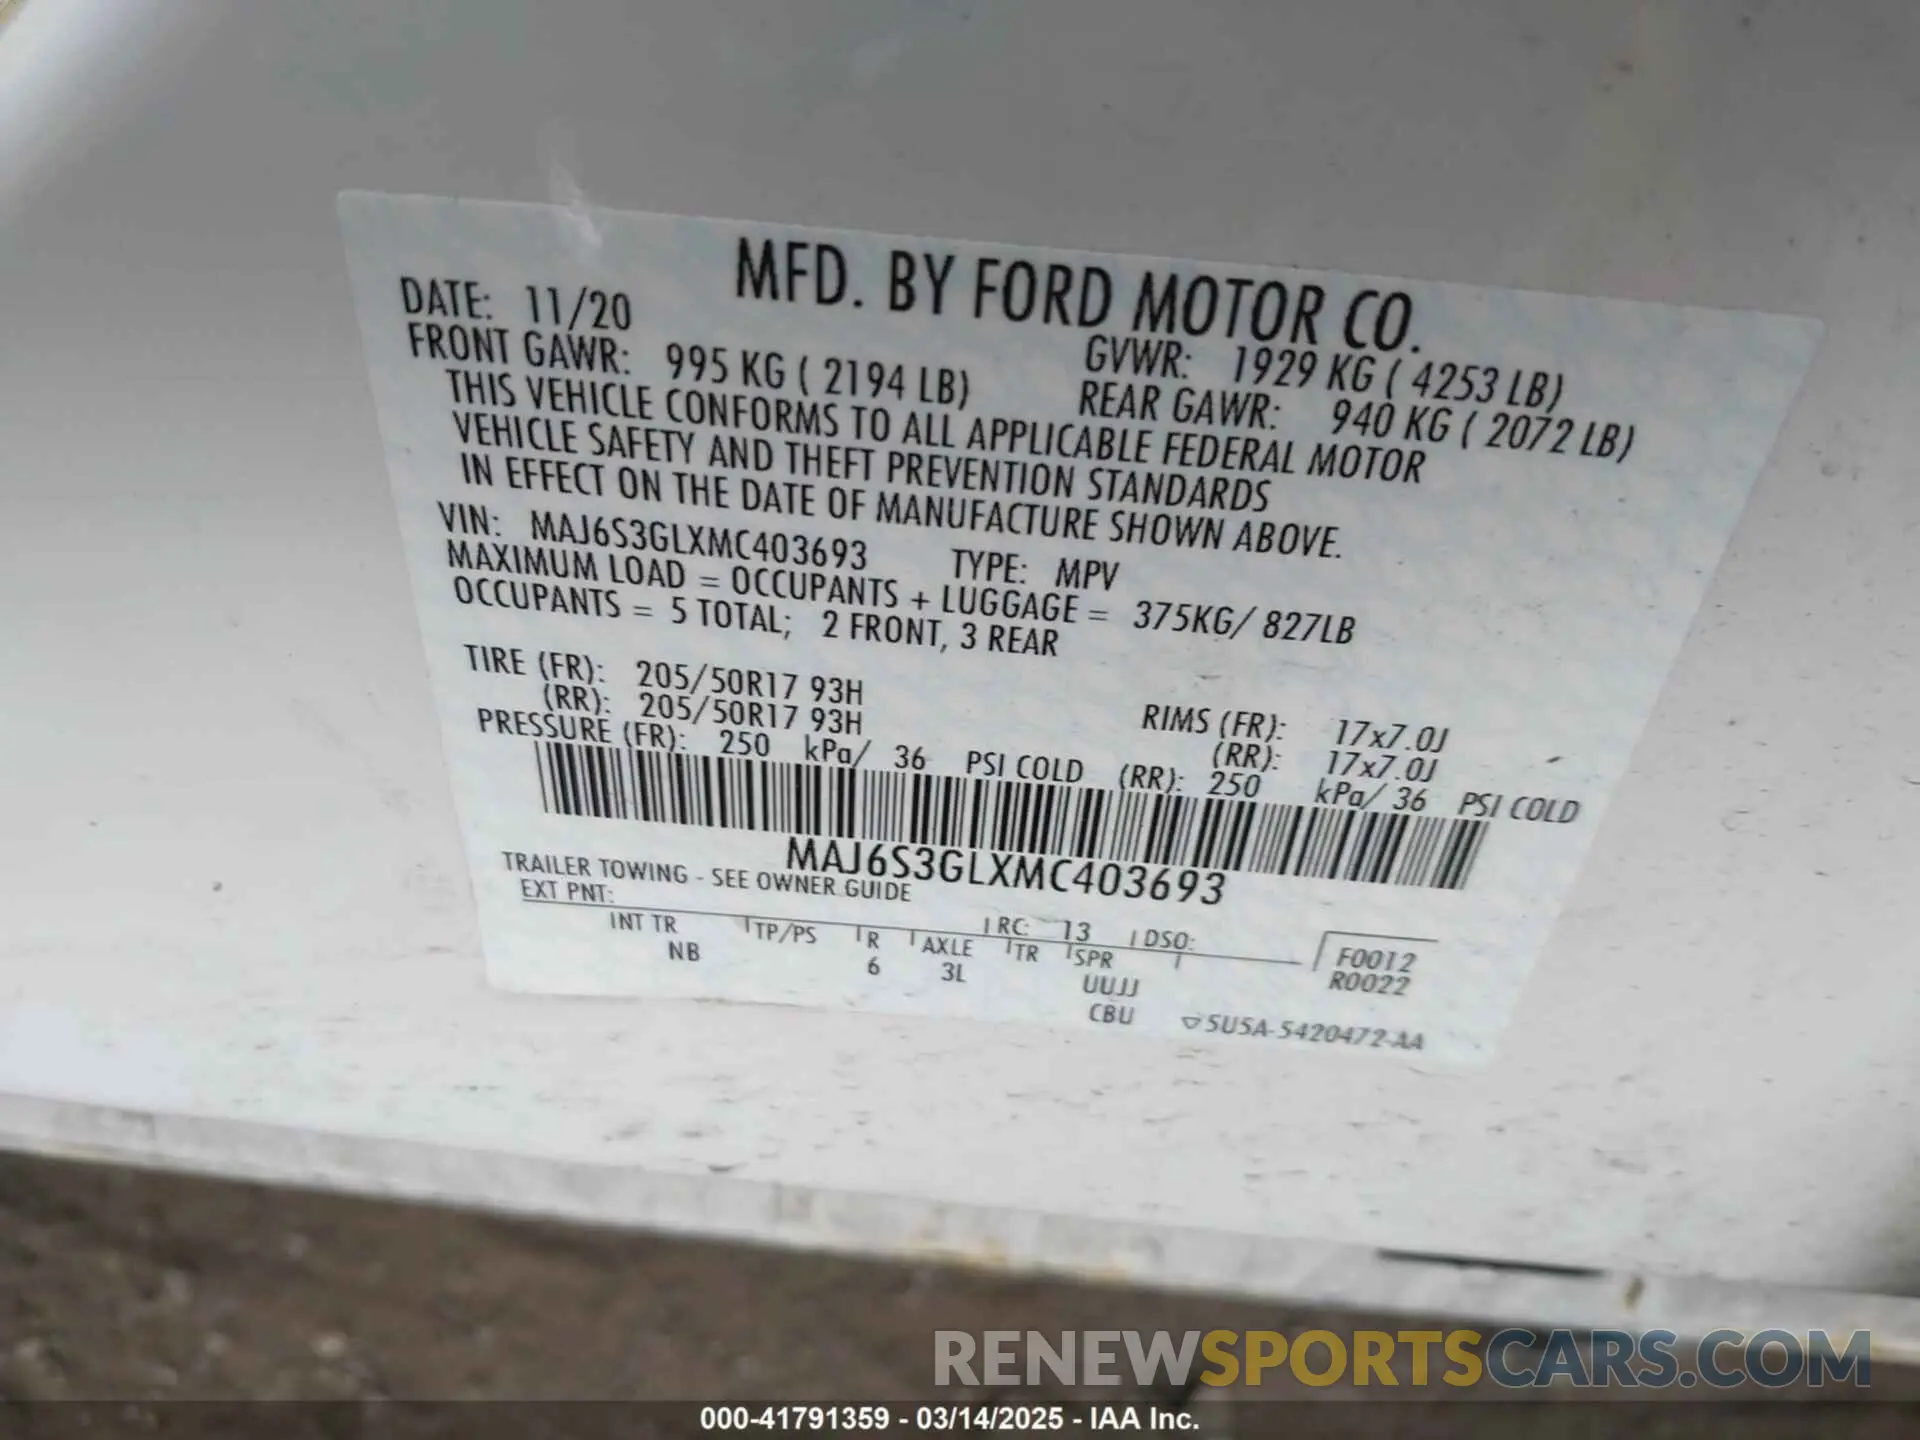 MFD. BY FORD MOTOR CO.
DATE: 11/20 GVWR: 1929 KG ( 4253 LB)
FRONT GAWR: 995 KG ( 2194 LB) REAR GAWR: 940 KG ( 2072 LB)
THIS VEHICLE CONFORMS TO ALL APPLICABLE FEDERAL MOTOR
VEHICLE SAFETY AND THEFT PREVENTION STANDARDS
IN EFFECT ON THE DATE OF MANUFACTURE SHOWN ABOVE.
VIN: MAJ6S3GLXMC403693 TYPE: MPV
MAXIMUM LOAD = OCCUPANTS + LUGGAGE = 375KG/ 827LB
OCCUPANTS = 5 TOTAL; 2 FRONT, 3 REAR
TIRE (FR): 205/50R17 93H RIMS (FR): 17x7.0J
(RR): 205/50R17 93H (RR): 17x7.0J
PRESSURE (FR): 250 kPa/ 36 PSI COLD (RR): 250 kPa/ 36 PSI COLD
MAJ6S3GLXMC403693
TRAILER TOWING - SEE OWNER GUIDE
EXT PNT: RC: 13 DSO: F0012
INT TR TP/PS R AXLE TR SPR R0022
NB 6 3L UUJJ
CBU 5U5A-5420472-AA
RENEWSPORTSCARS.COM
000-41791359 - 03/14/2025 - IAA Inc.